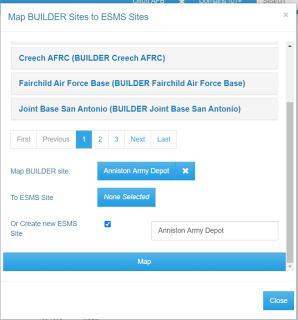 Map BUILDER Sites to ESMS Sites
Creech AFRC (BUILDER Creech AFRC)
Fairchild Air Force Base (BUILDER Fairchild Air Force Base)
Joint Base San Antonio (BUILDER Joint Base San Antonio)
First Previous 1 2 3 Next Last
Map BUILDER site Anniston Army Depot ✖
To ESMS Site None Selected
Or Create new ESMS
Site Anniston Army Depot
Map
Close